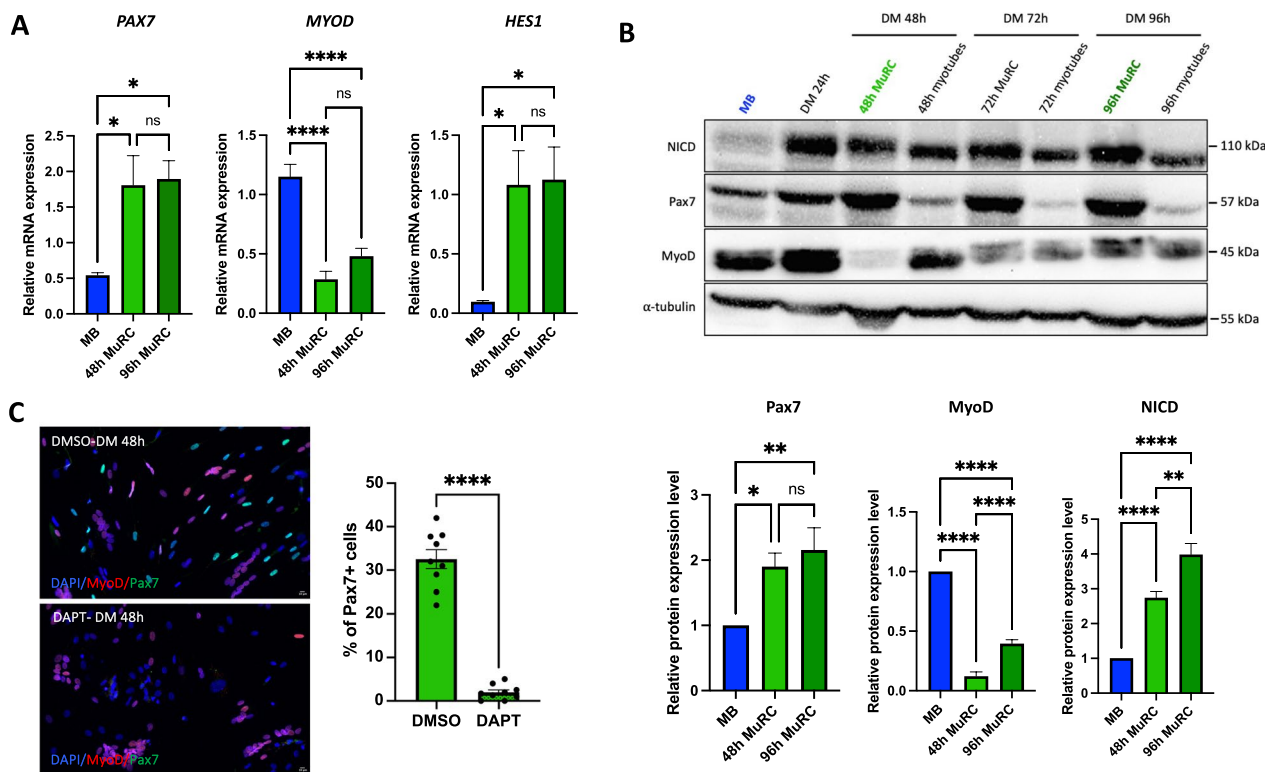 A
PAX7
MYOD
HES1
Relative mRNA expression
2.5
2.0
1.5
1.0
0.5
0.0
*
*
ns
MB
48h MuRC
96h MuRC
Relative mRNA expression
1.5
1.0
0.5
0.0
****
****
ns
MB
48h MuRC
96h MuRC
Relative mRNA expression
1.5
1.0
0.5
0.0
*
*
ns
MB
48h MuRC
96h MuRC
B
DM 48h
DM 72h
DM 96h
MB
DM 24h
48h MuRC
48h myotubes
72h MuRC
72h myotubes
96h MuRC
96h myotubes
NICD
110 kDa
Pax7
57 kDa
MyoD
45 kDa
α-tubulin
55 kDa
Pax7
Relative protein expression level
3
2
1
0
**
*
ns
MB
48h MuRC
96h MuRC
MyoD
Relative protein expression level
1.5
1.0
0.5
0.0
****
****
****
MB
48h MuRC
96h MuRC
NICD
Relative protein expression level
5
4
3
2
1
0
****
**
****
MB
48h MuRC
96h MuRC
C
DMSO-DM 48h
DAPI/MyoD/Pax7
DAPT- DM 48h
DAPI/MyoD/Pax7
% of Pax7+ cells
50
40
30
20
10
0
****
DMSO
DAPT